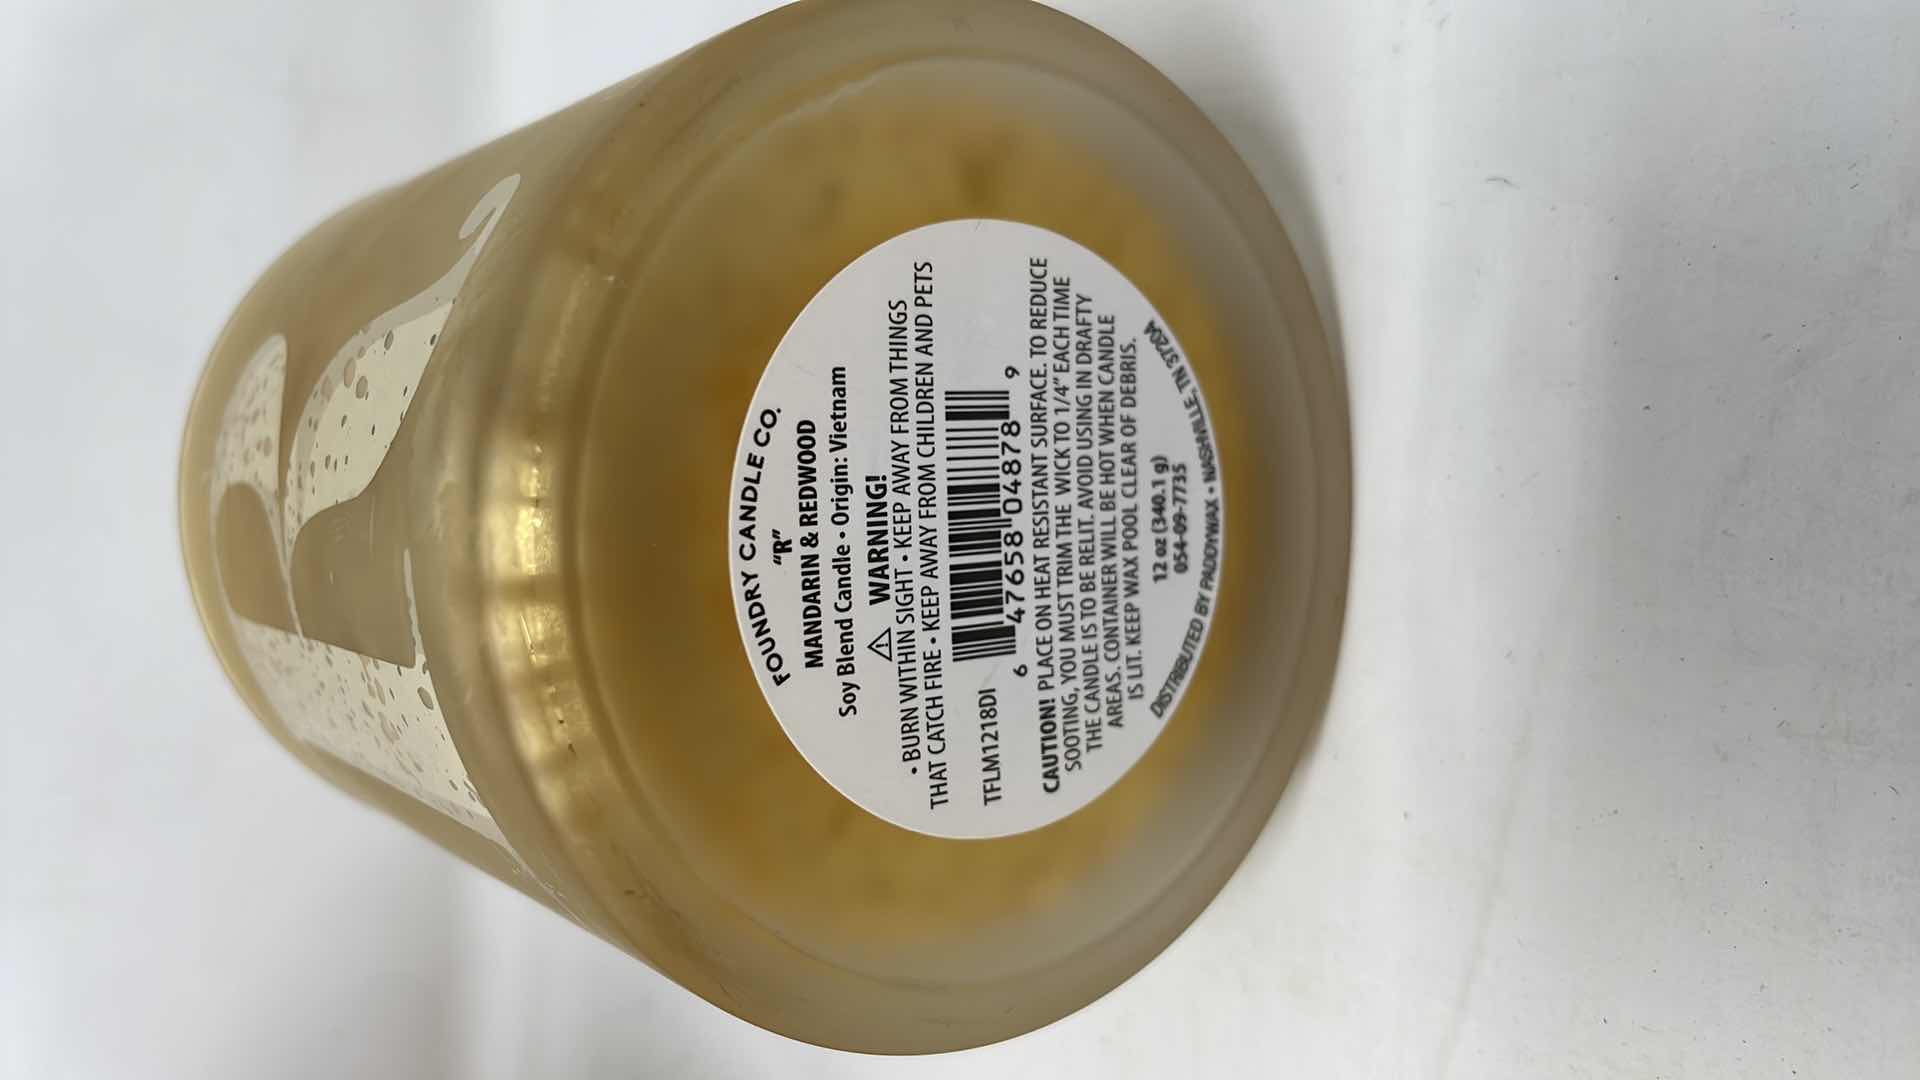 FOUNDRY CANDLE CO.
"R"
MANDARIN & REDWOOD
Soy Blend Candle • Origin: Vietnam
⚠ WARNING!
• BURN WITHIN SIGHT • KEEP AWAY FROM THINGS
THAT CATCH FIRE • KEEP AWAY FROM CHILDREN AND PETS
TFLM1218DI
6 47658 04878 9
CAUTION! PLACE ON HEAT RESISTANT SURFACE. TO REDUCE
SOOTING, YOU MUST TRIM THE WICK TO 1/4" EACH TIME
THE CANDLE IS TO BE RELIT. AVOID USING IN DRAFTY
AREAS. CONTAINER WILL BE HOT WHEN CANDLE
IS LIT. KEEP WAX POOL CLEAR OF DEBRIS.
12 oz (340.1 g)
054-09-7735
DISTRIBUTED BY PADDYWAX • NASHVILLE, TN 37204
R